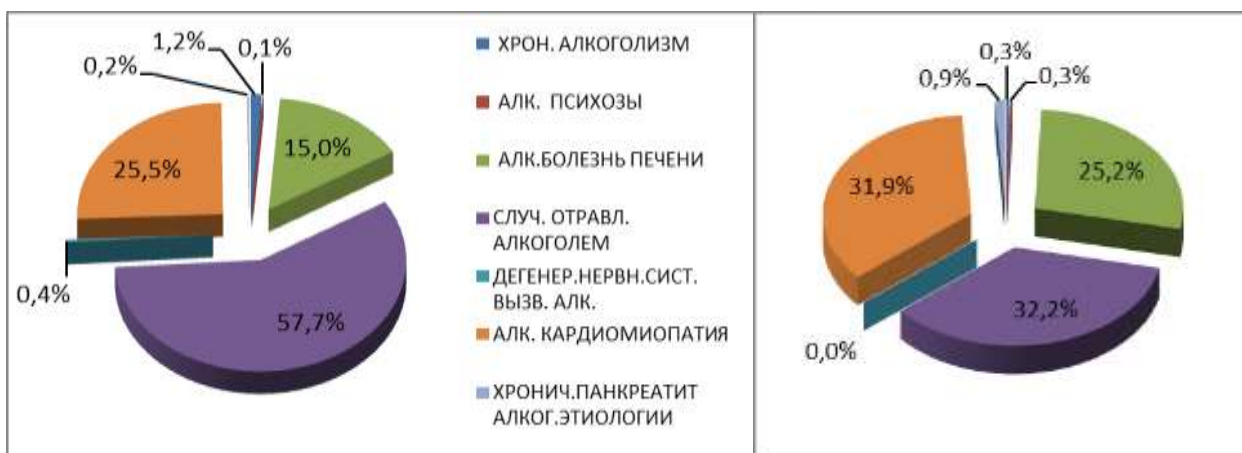 1,2%
0,1%
0,2%
15,0%
25,5%
0,4%
57,7%
ХРОН. АЛКОГОЛИЗМ
АЛК. ПСИХОЗЫ
АЛК.БОЛЕЗНЬ ПЕЧЕНИ
СЛУЧ. ОТРАВЛ.
АЛКОГОЛЕМ
ДЕГЕНЕР.НЕРВН.СИСТ.
ВЫЗВ. АЛК.
АЛК. КАРДИОМИОПАТИЯ
ХРОНИЧ.ПАНКРЕАТИТ
АЛКОГ.ЭТИОЛОГИИ
0,3%
0,9%
0,3%
25,2%
31,9%
32,2%
0,0%